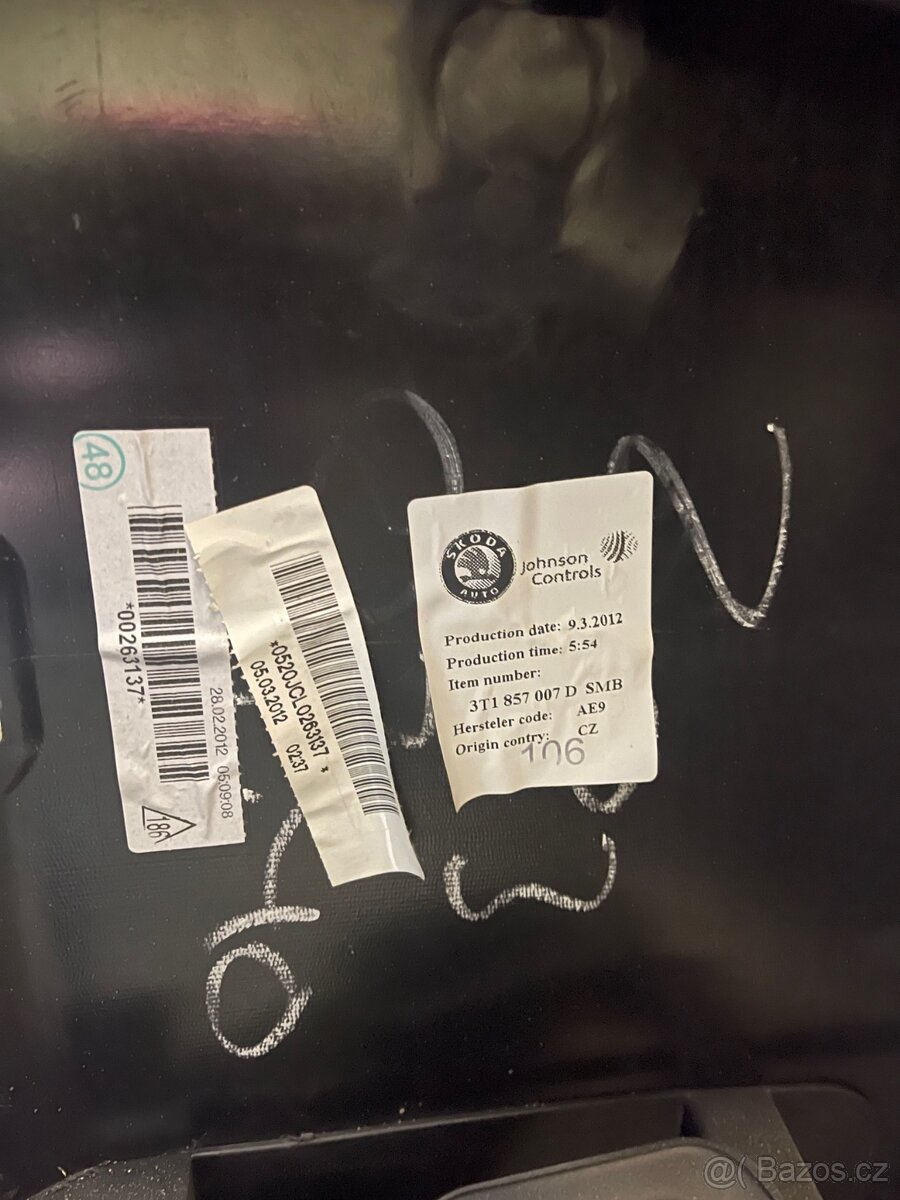 48
*00263137*
28.02.2012 05:09:08
186
*0520JCL0263137*
05.03.2012 02:37
ŠKODA
AUTO
Johnson
Controls
Production date: 9.3.2012
Production time: 5:54
Item number:
3T1 857 007 D SMB
Hersteler code: AE9
Origin contry: CZ
106
@( Bazos.cz